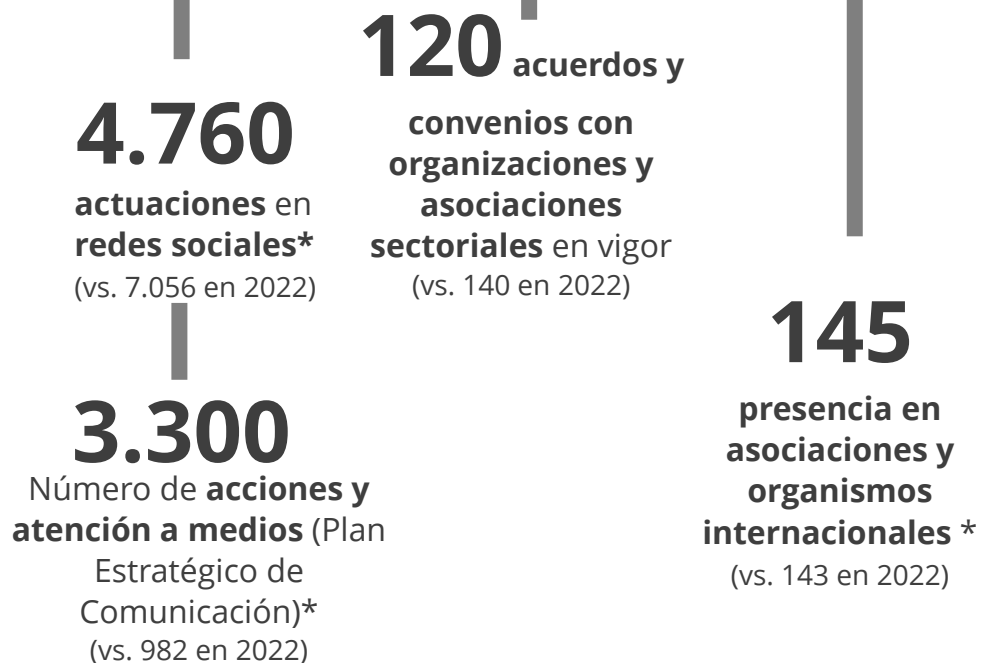 4.760
actuaciones en
redes sociales*
(vs. 7.056 en 2022)
3.300
Número de acciones y
atención a medios (Plan
Estratégico de
Comunicación)*
(vs. 982 en 2022)
120 acuerdos y
convenios con
organizaciones y
asociaciones
sectoriales en vigor
(vs. 140 en 2022)
145
presencia en
asociaciones y
organismos
internacionales *
(vs. 143 en 2022)